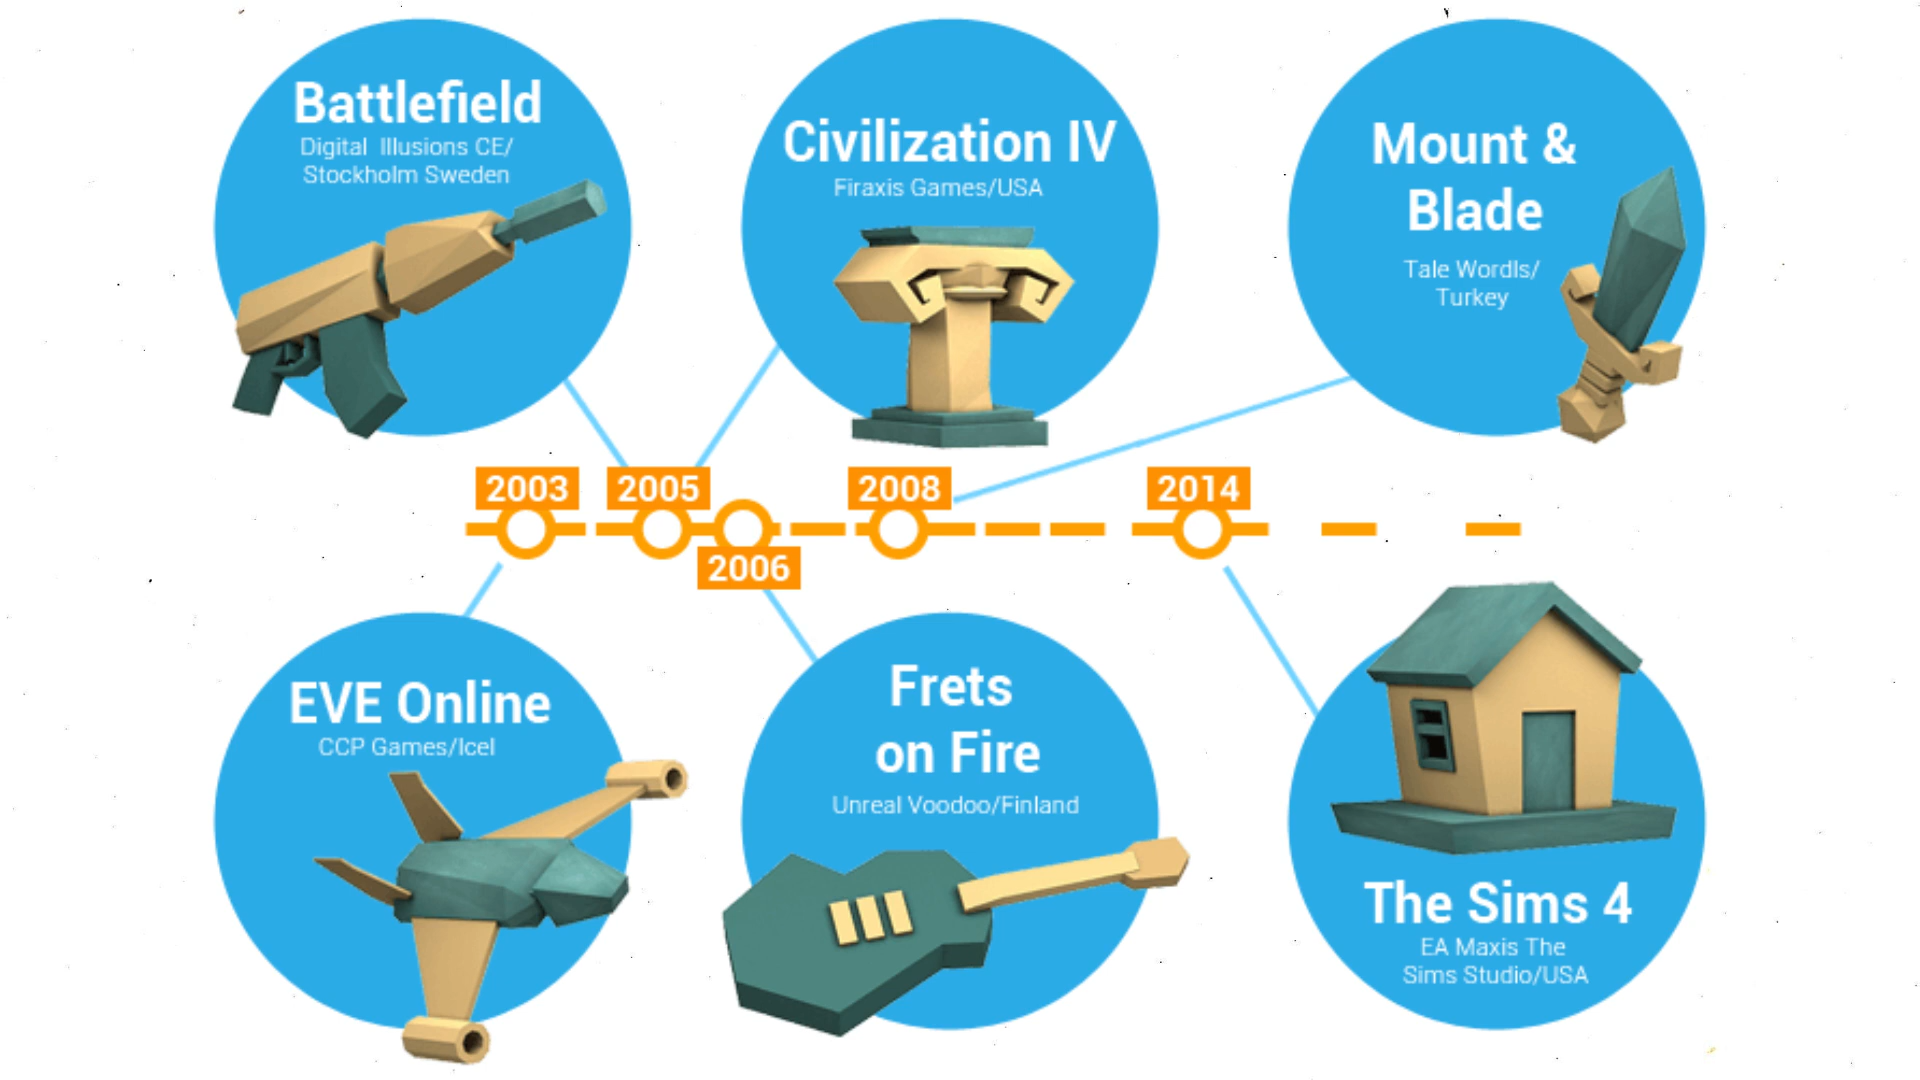 Battlefield
Digital Illusions CE/
Stockholm Sweden
Civilization IV
Firaxis Games/USA
Mount &
Blade
Tale Wordls/
Turkey
2003
2005
2006
2008
2014
EVE Online
CCP Games/Icel
Frets
on Fire
Unreal Voodoo/Finland
The Sims 4
EA Maxis The
Sims Studio/USA